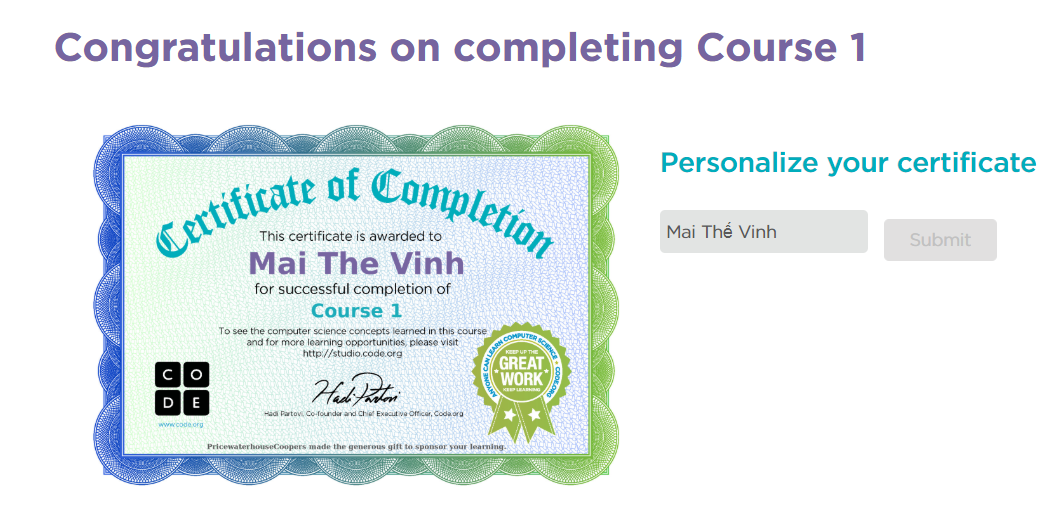 Congratulations on completing Course 1
Certificate of Completion
This certificate is awarded to
Mai The Vinh
for successful completion of
Course 1
To see the computer science concepts learned in this course
and for more learning opportunities, please visit
http://studio.code.org
C O
D E
www.code.org
Hadi Partovi
Hadi Partovi, Co-founder and Chief Executive Officer, Code.org
ANYONE CAN LEARN COMPUTER SCIENCE • CODE.ORG
KEEP UP THE
GREAT
WORK
KEEP LEARNING
PricewaterhouseCoopers made the generous gift to sponsor your learning.
Personalize your certificate
Mai Thế Vinh
Submit